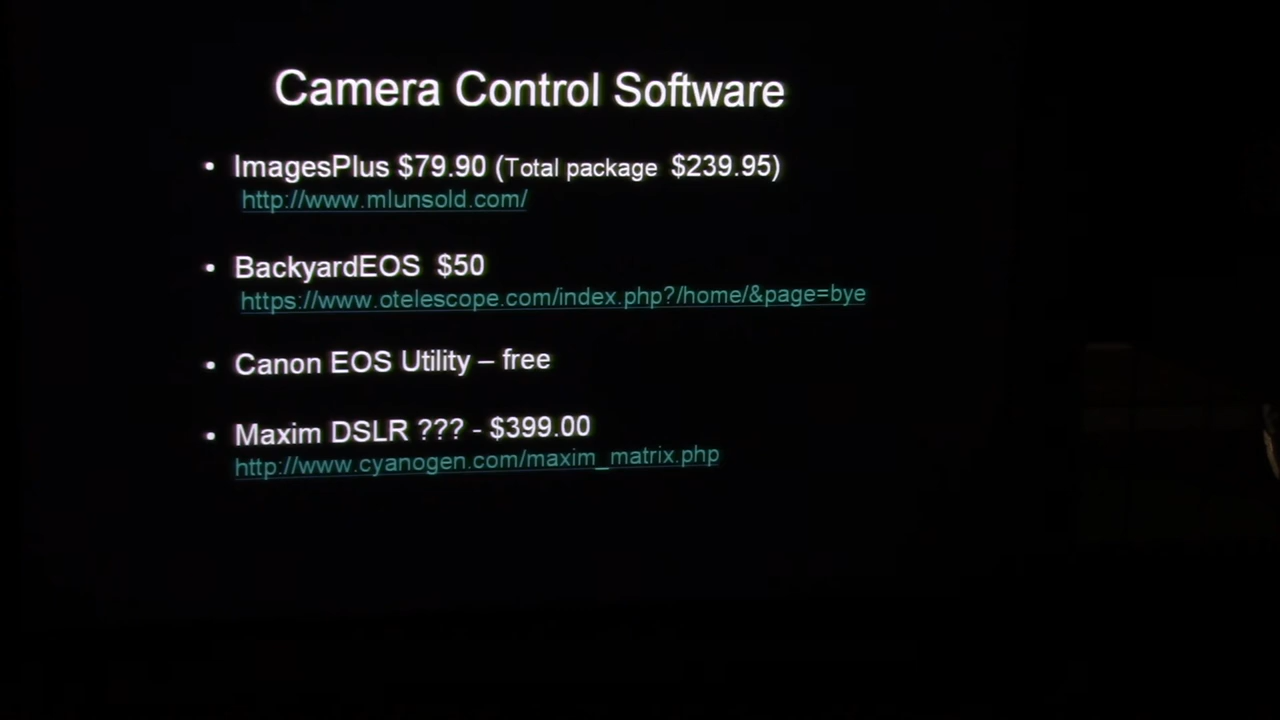 Camera Control Software
• ImagesPlus $79.90 (Total package $239.95)
http://www.mlunsold.com/
• BackyardEOS $50
https://www.otelescope.com/index.php?/home/&page=bye
• Canon EOS Utility – free
• Maxim DSLR ??? - $399.00
http://www.cyanogen.com/maxim_matrix.php